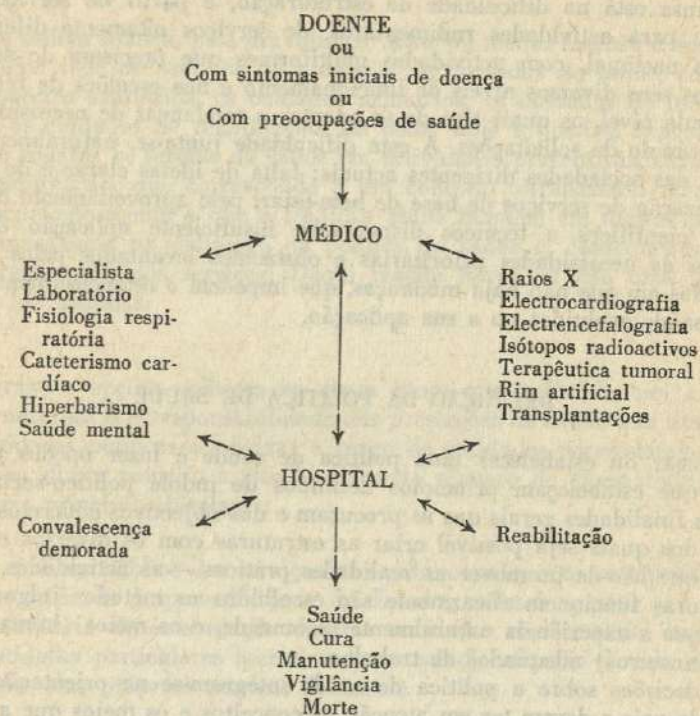 DOENTE
ou
Com sintomas iniciais de doença
ou
Com preocupações de saúde
MÉDICO
Especialista
Laboratório
Fisiologia respi-
ratória
Cateterismo car-
díaco
Hiperbarismo
Saúde mental
Raios X
Electrocardiografia
Electrencefalografia
Isótopos radioactivos
Terapêutica tumoral
Rim artificial
Transplantações
HOSPITAL
Convalescença
demorada
Reabilitação
Saúde
Cura
Manutenção
Vigilância
Morte